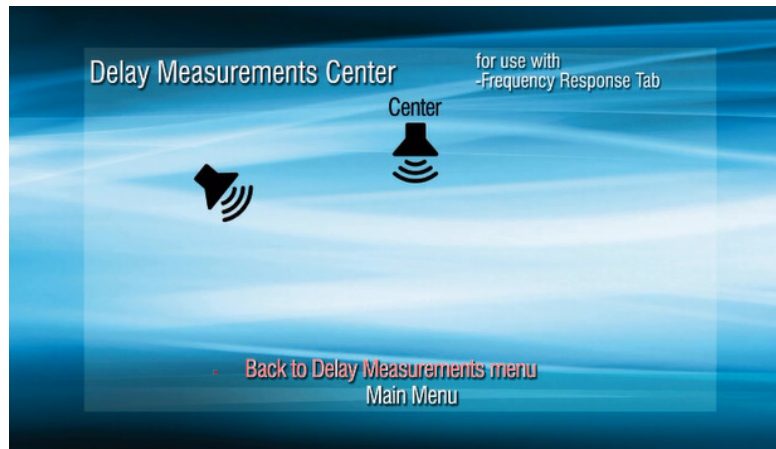 Delay Measurements Center
for use with
-Frequency Response Tab
Center
Back to Delay Measurements menu
Main Menu